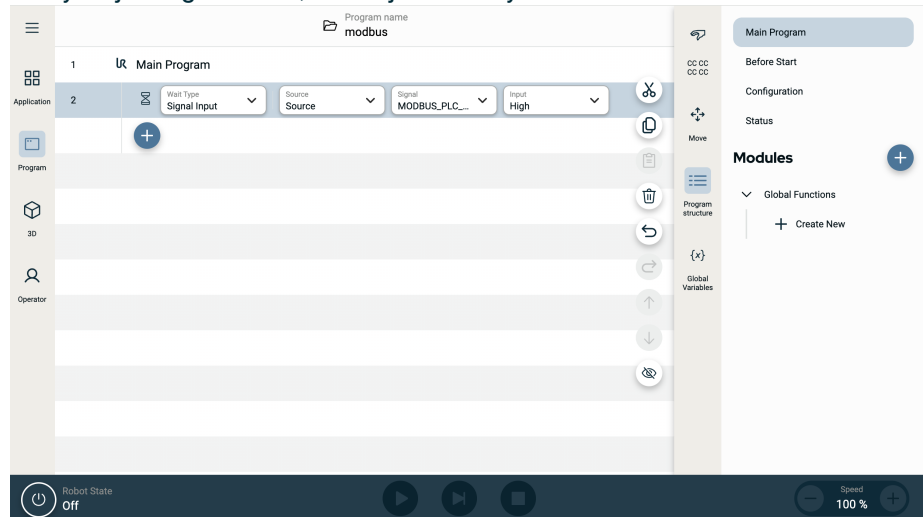 Program name
modbus
Application
Program
3D
Operator
1 Main Program
2 Wait Type Signal Input Source Source Signal MODBUS_PLC_... Input High
CC CC
CC CC
Move
Program
structure
{x}
Global
Variables
Main Program
Before Start
Configuration
Status
Modules
Global Functions
Create New
Robot State
Off
Speed
100 %